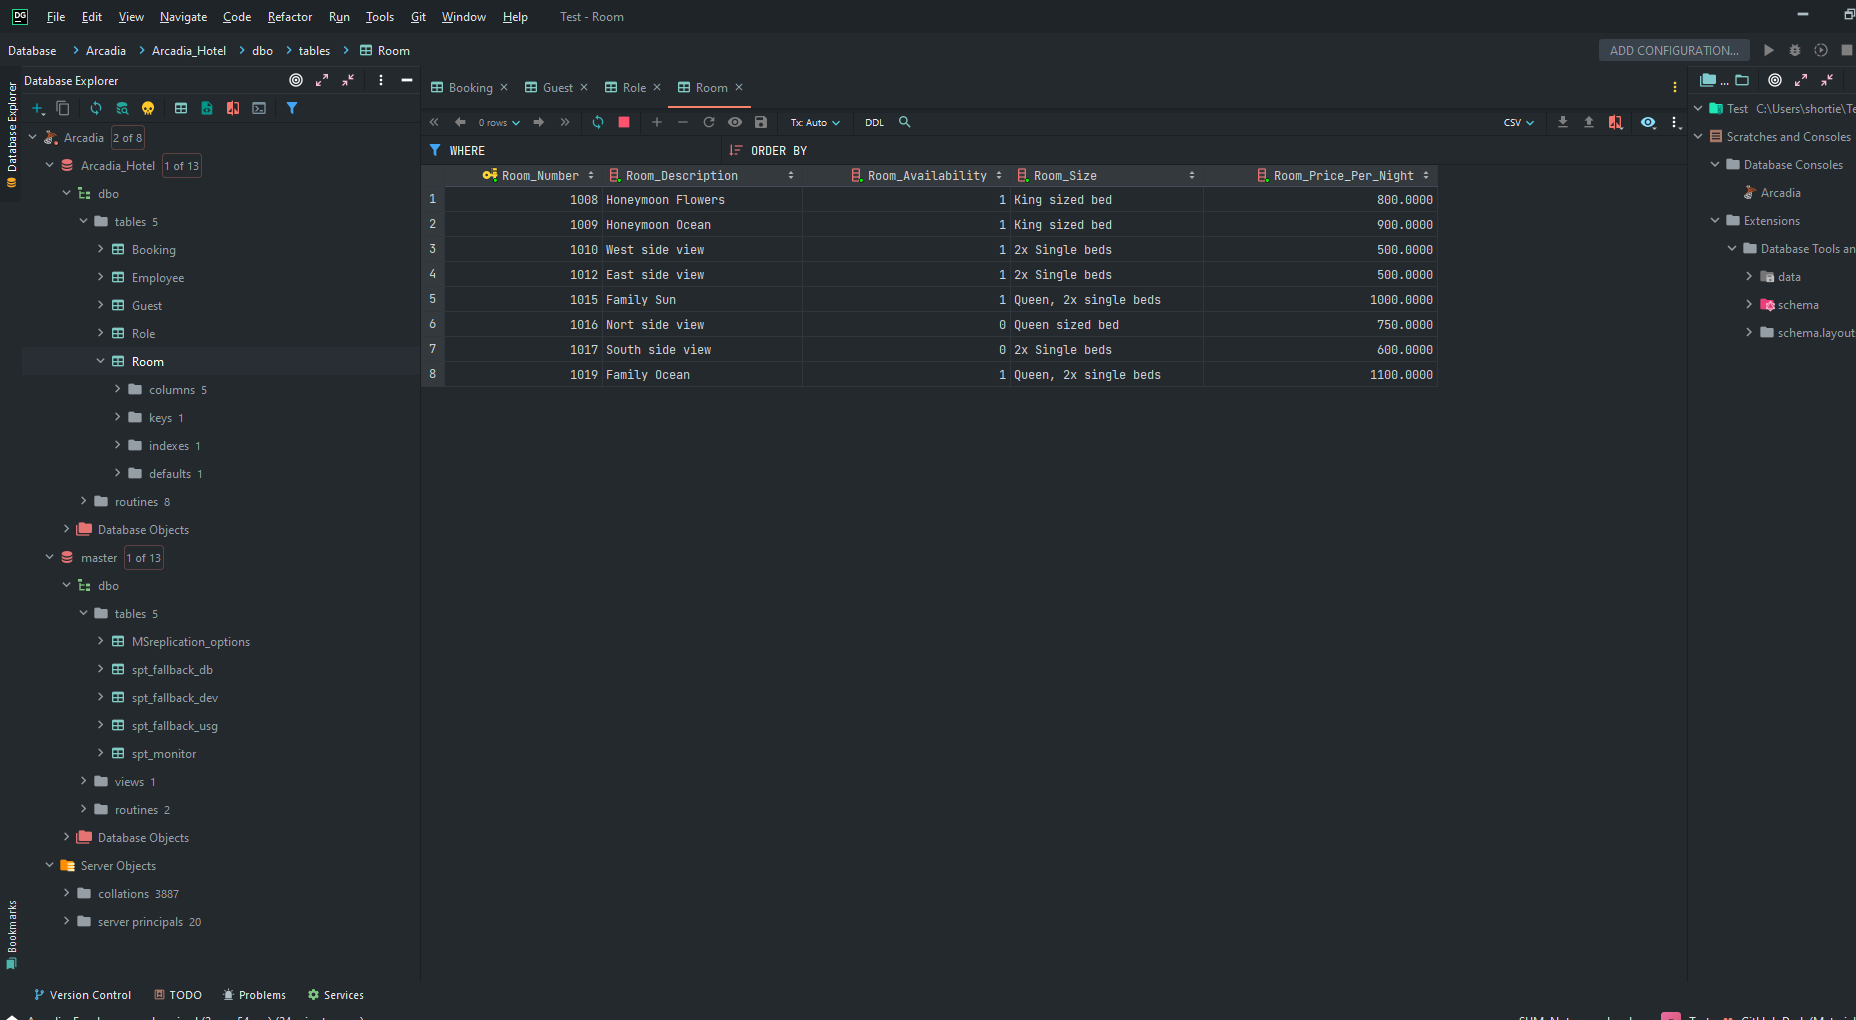 DG File Edit View Navigate Code Refactor Run Tools Git Window Help Test - Room
Database Arcadia Arcadia_Hotel dbo tables Room ADD CONFIGURATION...
Database Explorer
Database Explorer
Arcadia 2 of 8
Arcadia_Hotel 1 of 13
dbo
tables 5
Booking
Employee
Guest
Role
Room
columns 5
keys 1
indexes 1
defaults 1
routines 8
Database Objects
master 1 of 13
dbo
tables 5
MSreplication_options
spt_fallback_db
spt_fallback_dev
spt_fallback_usg
spt_monitor
views 1
routines 2
Database Objects
Server Objects
collations 3887
server principals 20
Bookmarks
Booking Guest Role Room
0 rows Tx: Auto DDL CSV
WHERE ORDER BY
Room_Number Room_Description Room_Availability Room_Size Room_Price_Per_Night
1 1008 Honeymoon Flowers 1 King sized bed 800.0000
2 1009 Honeymoon Ocean 1 King sized bed 900.0000
3 1010 West side view 1 2x Single beds 500.0000
4 1012 East side view 1 2x Single beds 500.0000
5 1015 Family Sun 1 Queen, 2x single beds 1000.0000
6 1016 Nort side view 0 Queen sized bed 750.0000
7 1017 South side view 0 2x Single beds 600.0000
8 1019 Family Ocean 1 Queen, 2x single beds 1100.0000
...
Test C:\Users\shortie\Te
Scratches and Consoles
Database Consoles
Arcadia
Extensions
Database Tools an
data
schema
schema.layout
Version Control TODO Problems Services